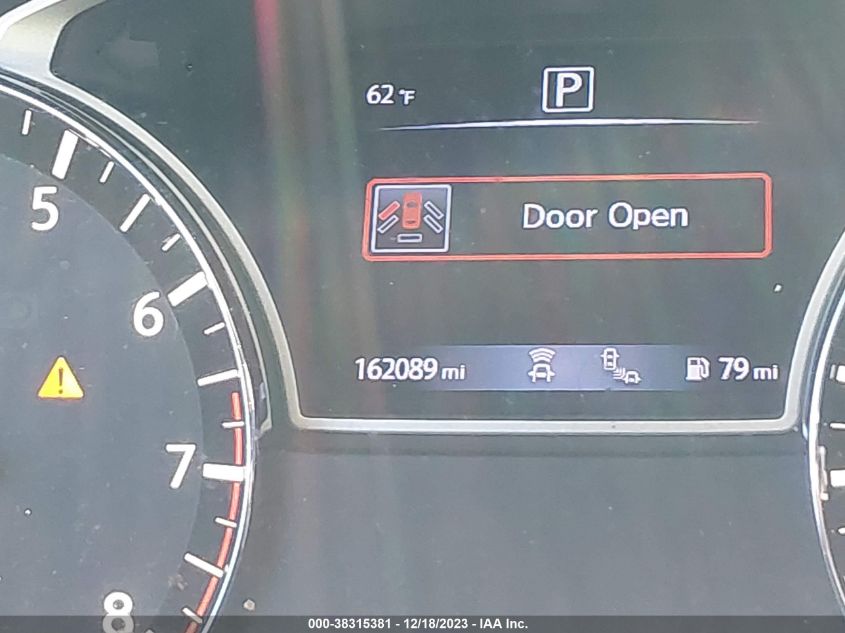 62 °F P
Door Open
5
6
162089 mi 79 mi
7
8
000-38315381 - 12/18/2023 - IAA Inc.